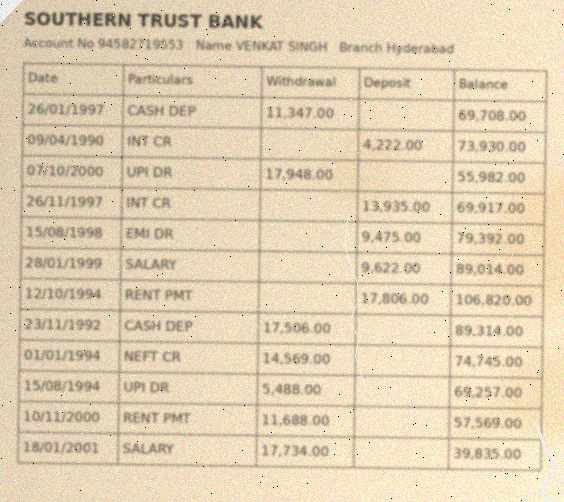 SOUTHERN TRUST BANK
Account No 94582719553 Name VENKAT SINGH Branch Hyderabad
Date Particulars Withdrawal Deposit Balance
26/01/1997 CASH DEP 11,347.00 69,708.00
09/04/1990 INT CR 4,222.00 73,930.00
07/10/2000 UPI DR 17,948.00 55,982.00
26/11/1997 INT CR 13,935.00 69,917.00
15/08/1998 EMI DR 9,475.00 79,392.00
28/01/1999 SALARY 9,622.00 89,014.00
12/10/1994 RENT PMT 17,806.00 106,820.00
23/11/1992 CASH DEP 17,506.00 89,314.00
01/01/1994 NEFT CR 14,569.00 74,745.00
15/08/1994 UPI DR 5,488.00 69,257.00
10/11/2000 RENT PMT 11,688.00 57,569.00
18/01/2001 SALARY 17,734.00 39,835.00